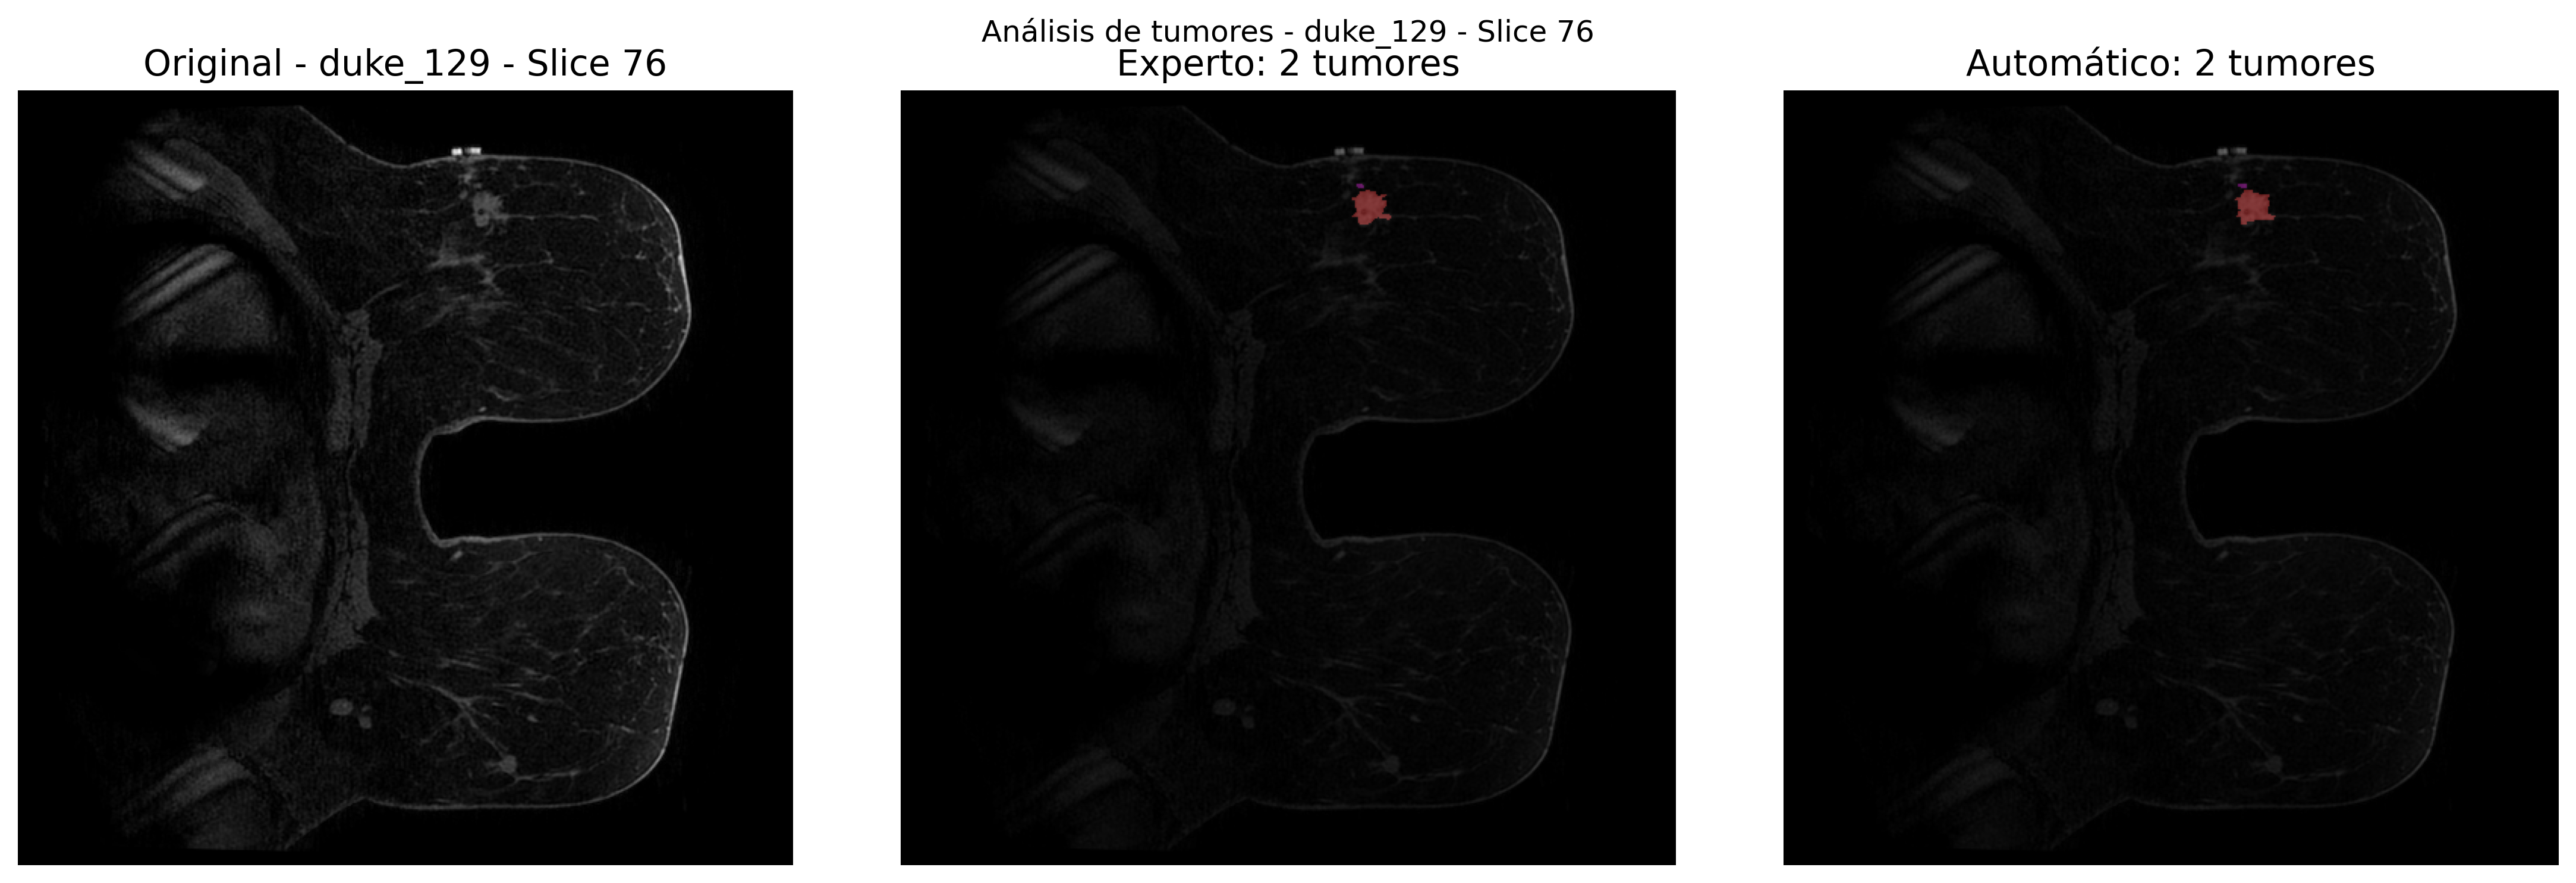 Análisis de tumores - duke_129 - Slice 76
Original - duke_129 - Slice 76
Experto: 2 tumores
Automático: 2 tumores